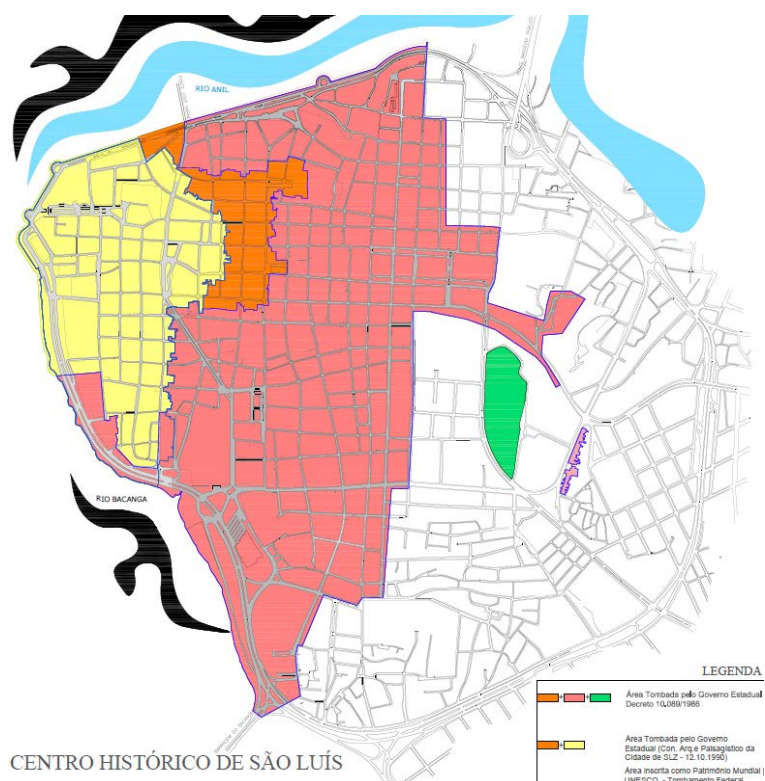 RIO ANIL
RIO BACANGA
LEGENDA
Área Tombada pelo Governo Estadual
Decreto 10.089/1986
Área Tombada pelo Governo
Estadual (Con. Arq.e Paisagístico da
Cidade de SLZ - 12.10.1990)
Área Inscrita como Patrimônio Mundial
UNESCO - Tombamento Federal
CENTRO HISTÓRICO DE SÃO LUÍS